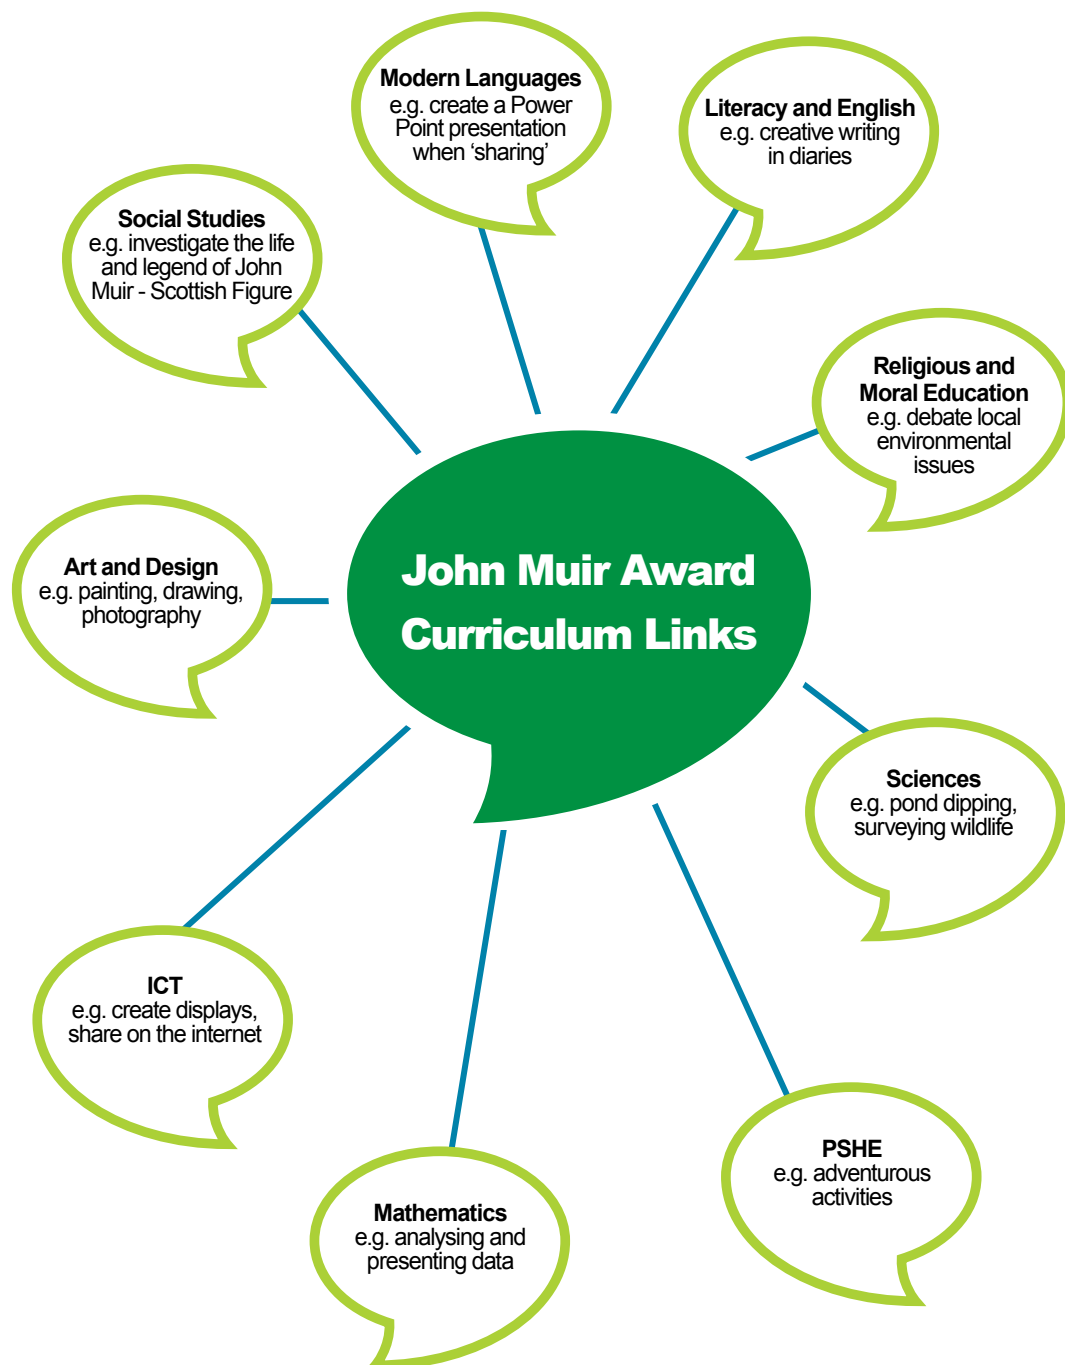 Modern Languages
e.g. create a Power
Point presentation
when ‘sharing’
Literacy and English
e.g. creative writing
in diaries
Social Studies
e.g. investigate the life
and legend of John
Muir - Scottish Figure
Religious and
Moral Education
e.g. debate local
environmental
issues
John Muir Award
Curriculum Links
Art and Design
e.g. painting, drawing,
photography
Sciences
e.g. pond dipping,
surveying wildlife
ICT
e.g. create displays,
share on the internet
PSHE
e.g. adventurous
activities
Mathematics
e.g. analysing and
presenting data